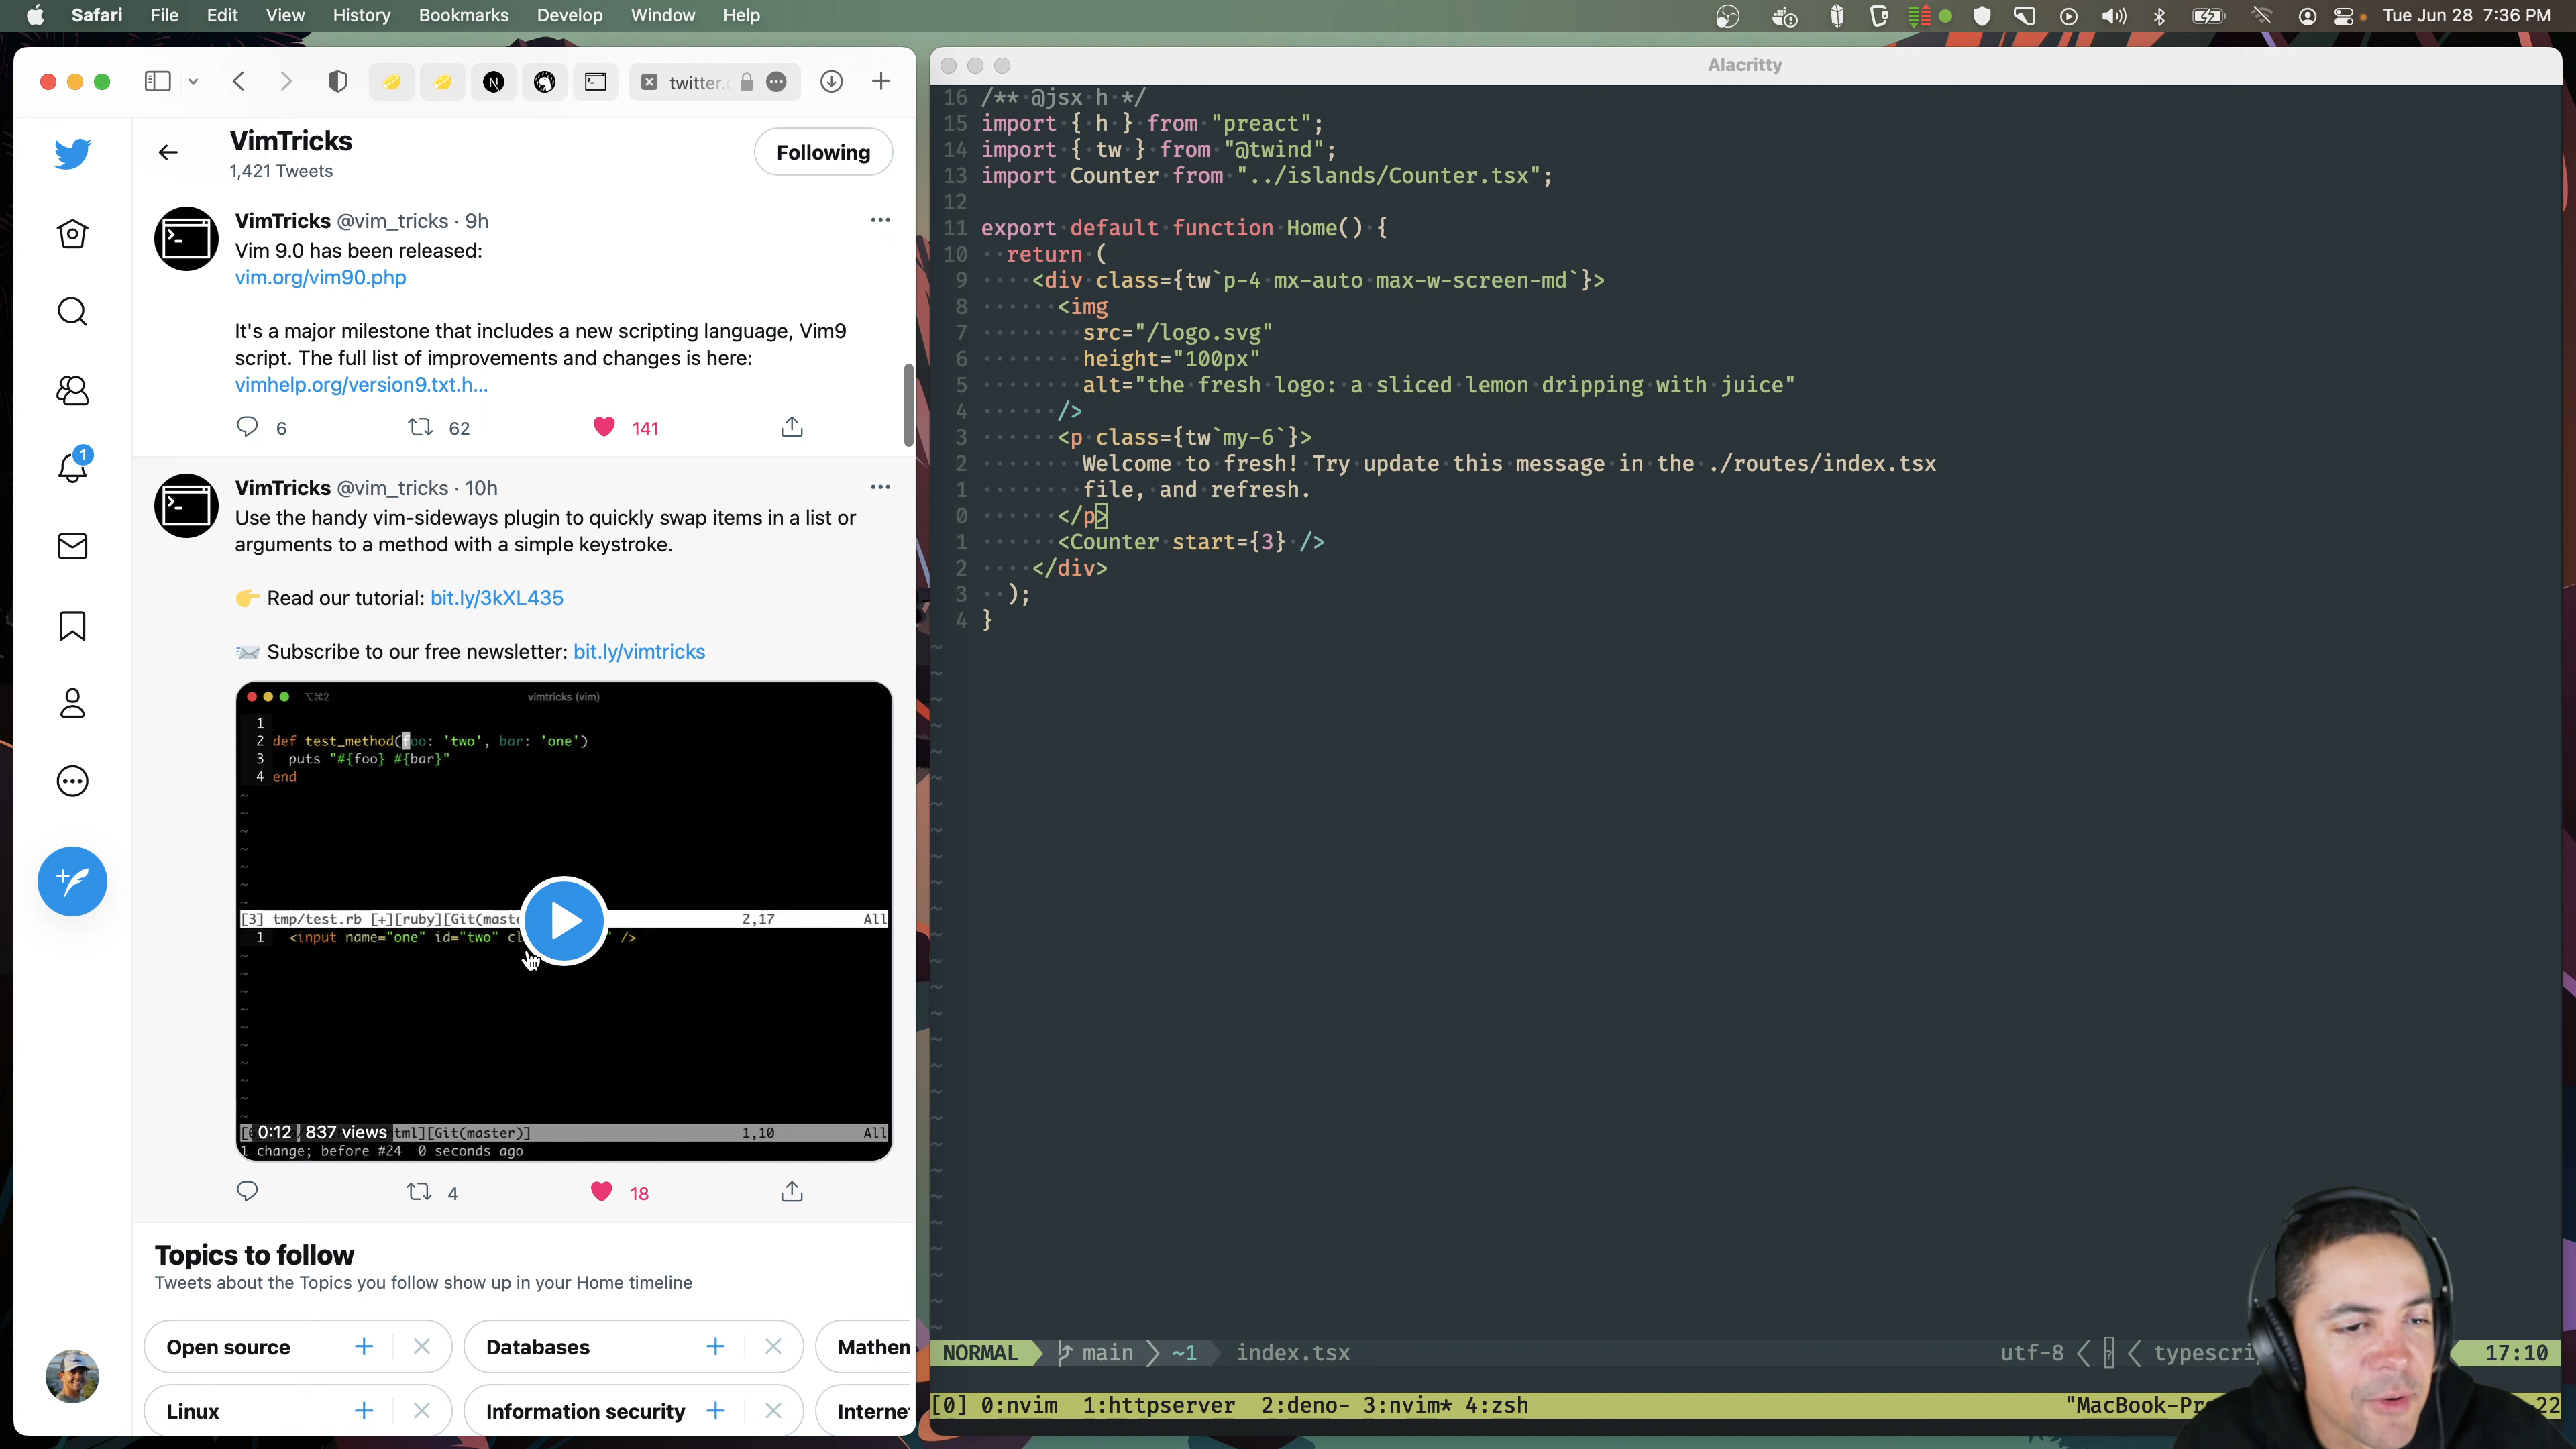 Safari File Edit View History Bookmarks Develop Window Help
Tue Jun 28 7:36 PM
twitter.
VimTricks
1,421 Tweets
Following
VimTricks @vim_tricks · 9h
Vim 9.0 has been released:
vim.org/vim90.php
It's a major milestone that includes a new scripting language, Vim9
script. The full list of improvements and changes is here:
vimhelp.org/version9.txt.h...
6 62 141
1
VimTricks @vim_tricks · 10h
Use the handy vim-sideways plugin to quickly swap items in a list or
arguments to a method with a simple keystroke.
👉 Read our tutorial: bit.ly/3kXL435
📨 Subscribe to our free newsletter: bit.ly/vimtricks
⌥⌘2 vimtricks (vim)
1
2 def test_method(foo: 'two', bar: 'one')
3 puts "#{foo} #{bar}"
4 end
~
~
~
~
~
~
~
[3] tmp/test.rb [+][ruby][Git(maste 2,17 All
1 <input name="one" id="two" cl ' />
~
~
~
~
~
~
~
~
~
~
0:12 837 views tml][Git(master)] 1,10 All
1 change; before #24 0 seconds ago
4 18
Topics to follow
Tweets about the Topics you follow show up in your Home timeline
Open source Databases Mathem
Linux Information security Interne
Alacritty
16 /** @jsx h */
15 import { h } from "preact";
14 import { tw } from "@twind";
13 import Counter from "../islands/Counter.tsx";
12
11 export default function Home() {
10 return (
9 <div class={tw`p-4 mx-auto max-w-screen-md`}>
8 <img
7 src="/logo.svg"
6 height="100px"
5 alt="the fresh logo: a sliced lemon dripping with juice"
4 />
3 <p class={tw`my-6`}>
2 Welcome to fresh! Try update this message in the ./routes/index.tsx
1 file, and refresh.
0 </p>
1 <Counter start={3} />
2 </div>
3 );
4 }
NORMAL main ~1 index.tsx utf-8 typescri 17:10
[0] 0:nvim 1:httpserver 2:deno- 3:nvim* 4:zsh "MacBook-Pr -22